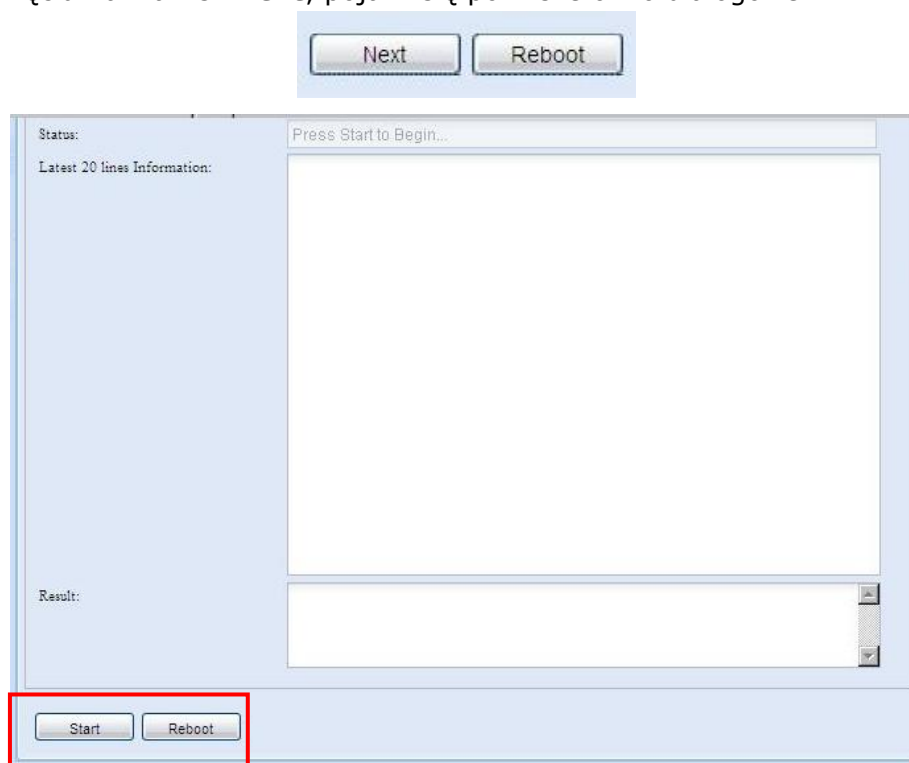 Next Reboot
Status: Press Start to Begin...
Latest 20 lines Information:
Result:
Start Reboot